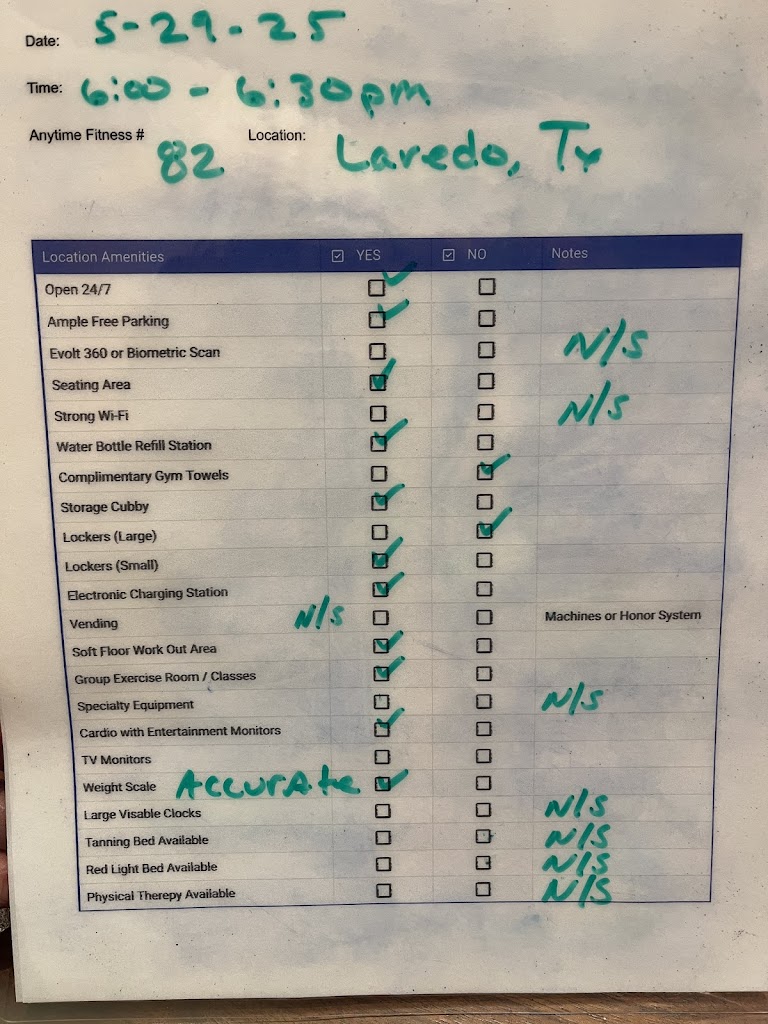 Date: 5-29-25
Time: 6:00 - 6:30pm
Anytime Fitness # 82 Location: Laredo, Tx
Location Amenities ☑ YES ☑ NO Notes
Open 24/7 ✓
Ample Free Parking ✓
Evolt 360 or Biometric Scan N/S
Seating Area ✓
Strong Wi-Fi N/S
Water Bottle Refill Station ✓
Complimentary Gym Towels ✓
Storage Cubby ✓
Lockers (Large) ✓
Lockers (Small) ✓
Electronic Charging Station ✓
Vending N/S Machines or Honor System
Soft Floor Work Out Area ✓
Group Exercise Room / Classes ✓
Specialty Equipment N/S
Cardio with Entertainment Monitors ✓
TV Monitors
Weight Scale Accurate ✓
Large Visable Clocks N/S
Tanning Bed Available N/S
Red Light Bed Available N/S
Physical Therepy Available N/S